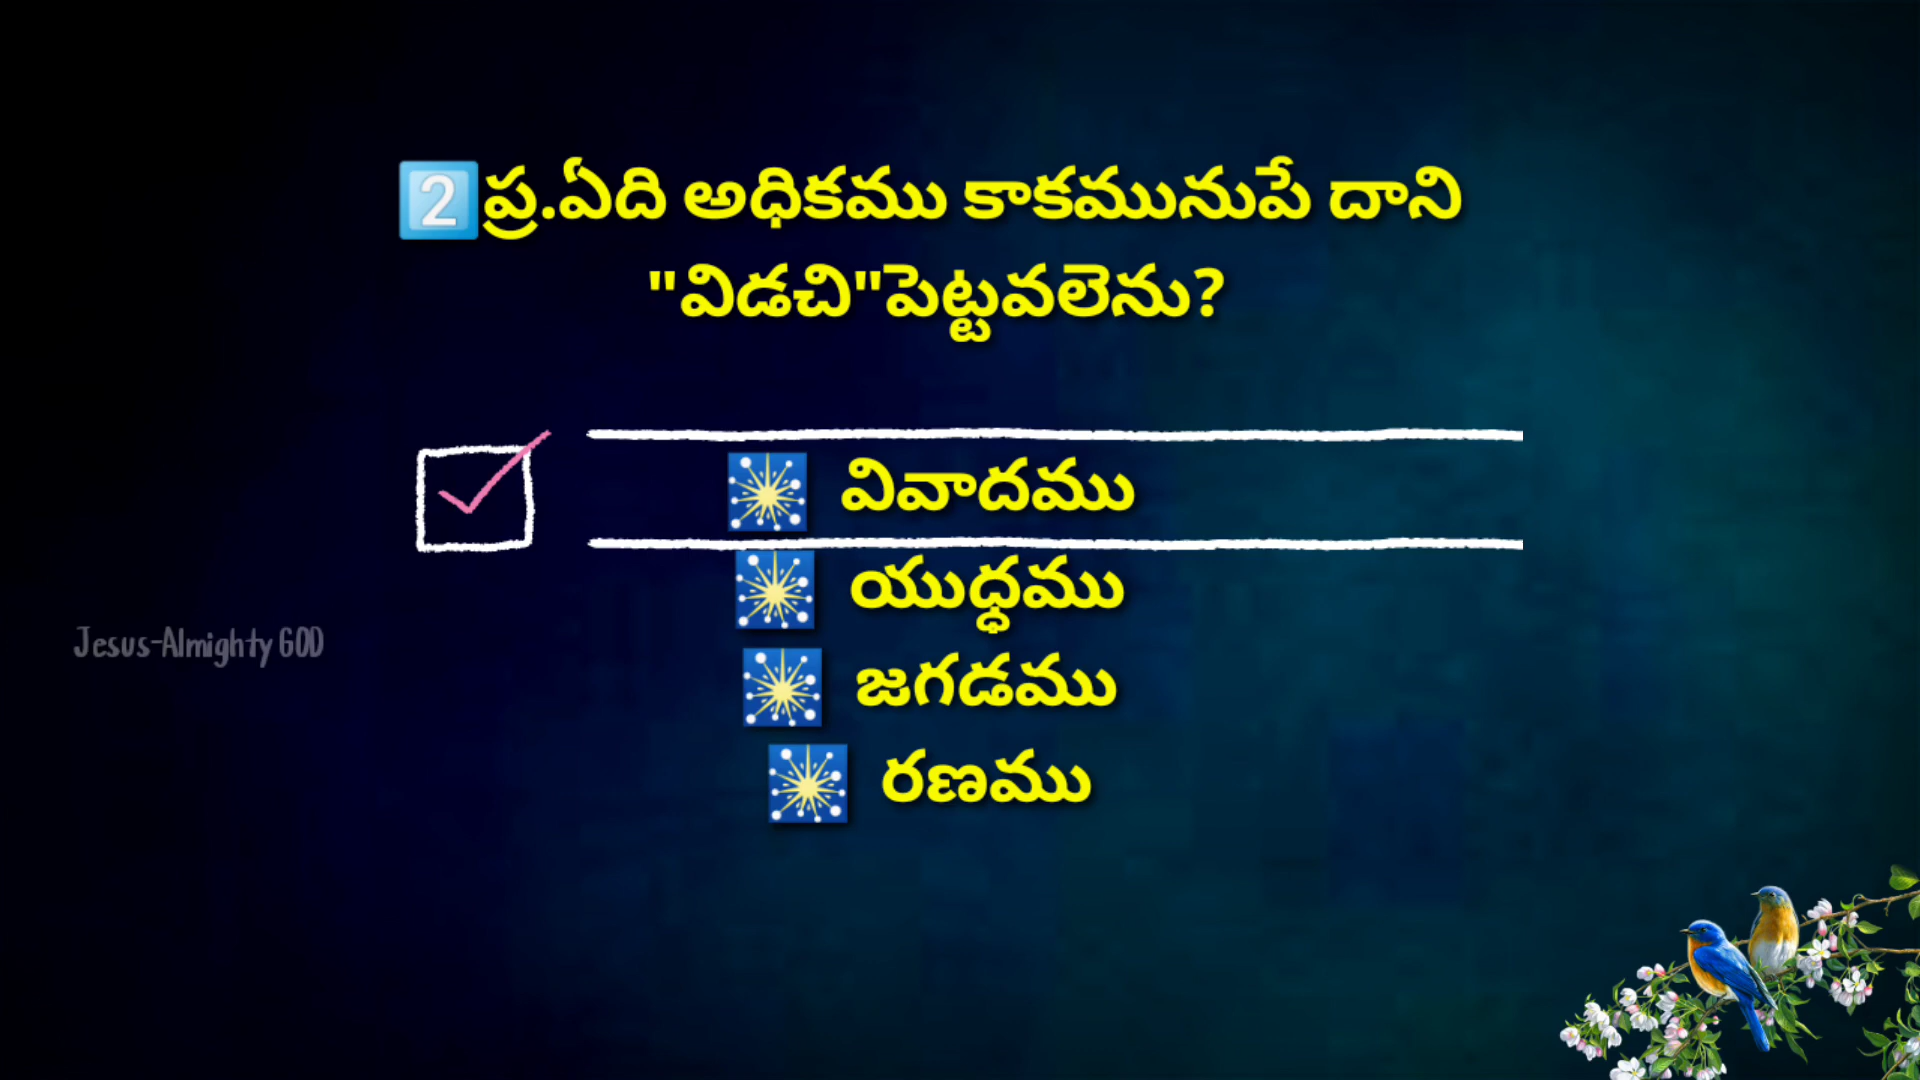 2️⃣ప్ర.ఏది అధికము కాకమునుపే దాని
"విడచి"పెట్టవలెను?
వివాదము
యుద్ధము
జగడము
రణము
Jesus-Almighty GOD